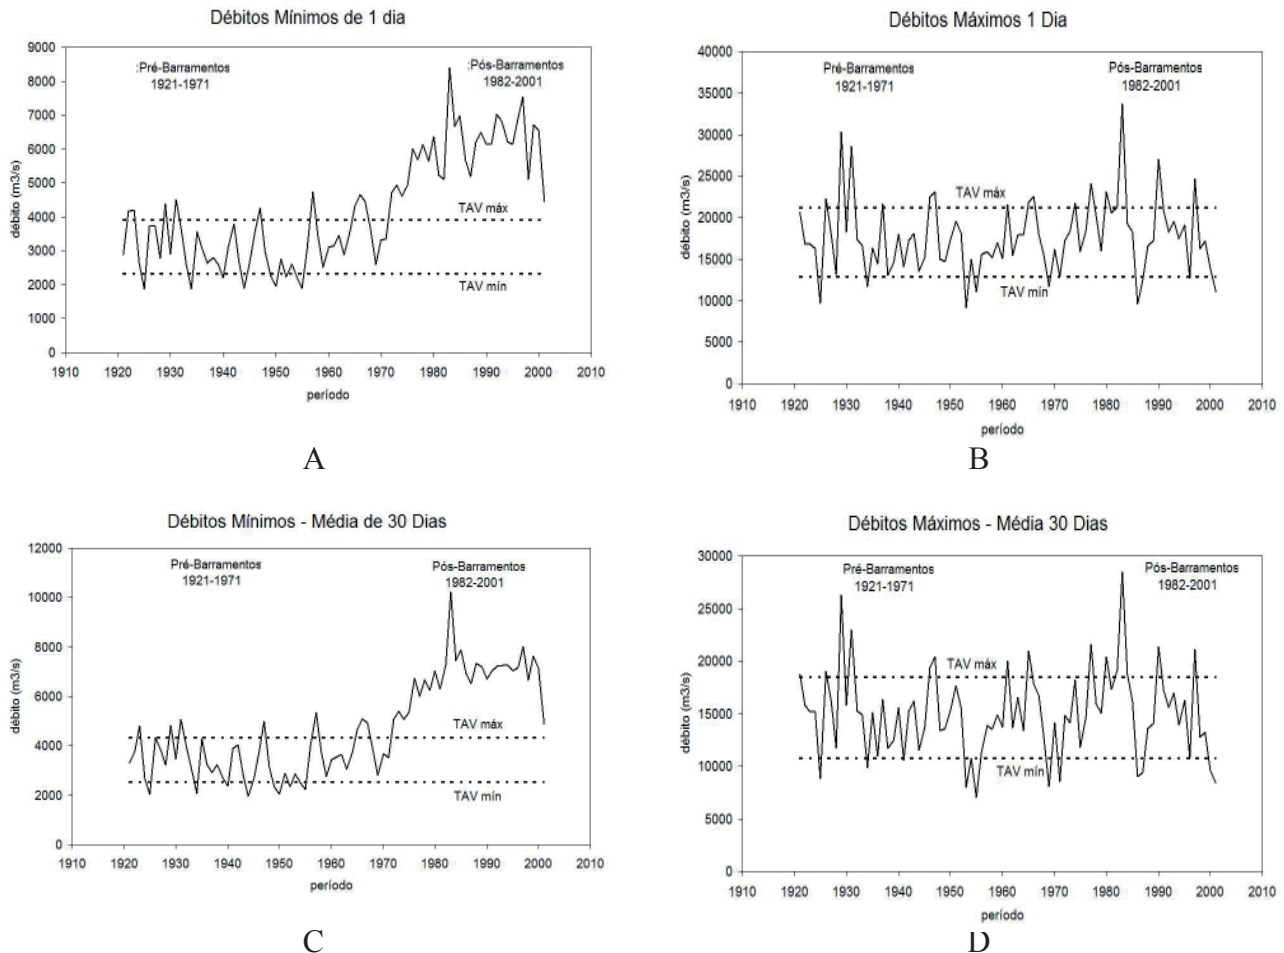 Débitos Mínimos de 1 dia
9000
8000
7000
6000
5000
4000
3000
2000
1000
0
débito (m3/s)
:Pré-Barramentos
1921-1971
:Pós-Barramentos
1982-2001
TAV máx
TAV mín
1910 1920 1930 1940 1950 1960 1970 1980 1990 2000 2010
período
A
Débitos Máximos 1 Dia
40000
35000
30000
25000
20000
15000
10000
5000
0
débito (m3/s)
Pré-Barramentos
1921-1971
Pós-Barramentos
1982-2001
TAV máx
TAV mín
1910 1920 1930 1940 1950 1960 1970 1980 1990 2000 2010
período
B
Débitos Mínimos - Média de 30 Dias
12000
10000
8000
6000
4000
2000
0
débito (m3/s)
Pré-Barramentos
1921-1971
Pós-Barramentos
1982-2001
TAV máx
TAV mín
1910 1920 1930 1940 1950 1960 1970 1980 1990 2000 2010
período
C
Débitos Máximos - Média 30 Dias
30000
25000
20000
15000
10000
5000
0
débito (m3/s)
Pré-Barramentos
1921-1971
Pós-Barramentos
1982-2001
TAV máx
TAV mín
1910 1920 1930 1940 1950 1960 1970 1980 1990 2000 2010
período
D